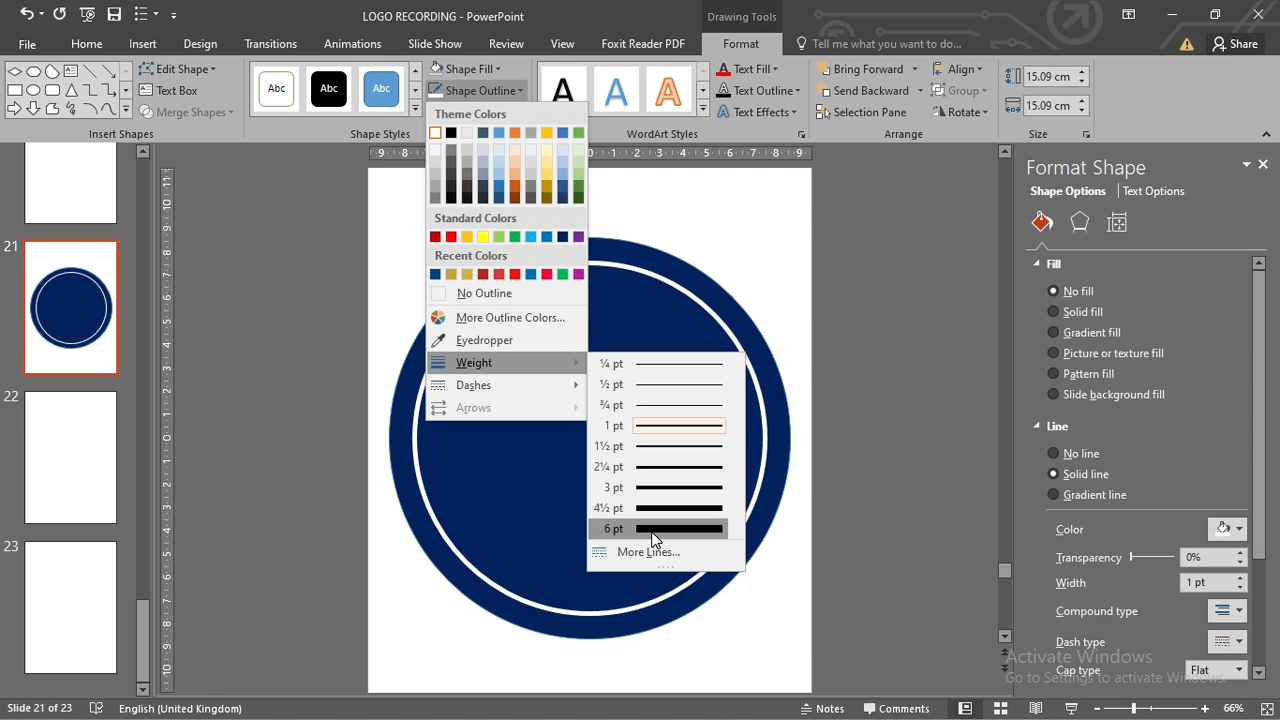 LOGO RECORDING - PowerPoint
Drawing Tools
File Home Insert Design Transitions Animations Slide Show Review View Foxit Reader PDF Format Tell me what you want to do... Share
Edit Shape
Text Box
Merge Shapes
Insert Shapes
Abc Abc Abc
Shape Styles
Shape Fill
Shape Outline
A A A
WordArt Styles
Text Fill
Text Outline
Text Effects
Bring Forward
Send Backward
Selection Pane
Align
Group
Rotate
Arrange
15.09 cm
15.09 cm
Size
Theme Colors
Standard Colors
Recent Colors
No Outline
More Outline Colors...
Eyedropper
Weight
Dashes
Arrows
¼ pt
½ pt
¾ pt
1 pt
1½ pt
2¼ pt
3 pt
4½ pt
6 pt
More Lines...
21
22
23
Format Shape
Shape Options Text Options
Fill
No fill
Solid fill
Gradient fill
Picture or texture fill
Pattern fill
Slide background fill
Line
No line
Solid line
Gradient line
Color
Transparency 0%
Width 1 pt
Compound type
Dash type
Cap type Flat
Activate Windows
Go to Settings to activate Windows.
Slide 21 of 23 English (United Kingdom) Notes Comments 66%